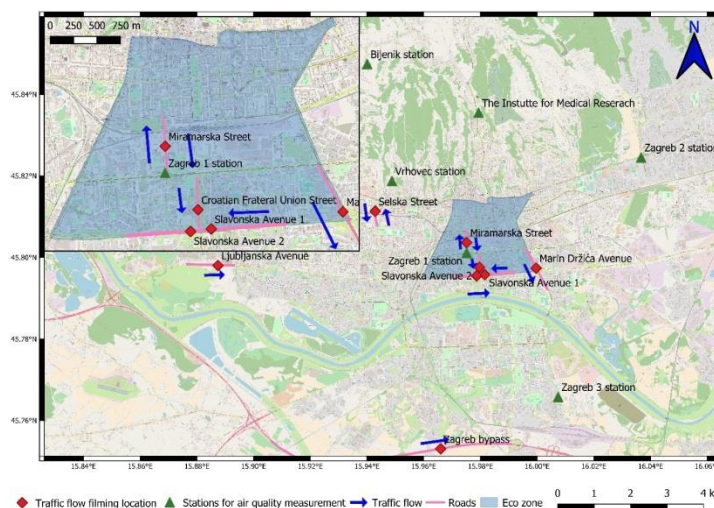 0 250 500 750 m
N
Bijenik station
45.84°N
The Instutte for Medical Reserach
Miramarska Street
Zagreb 1 station
Zagreb 2 station
45.82°N
Vrhovec station
Croatian Frateral Union Street
Ma
Selska Street
Slavonska Avenue 1
Slavonska Avenue 2
Miramarska Street
45.80°N
Ljubljanska Avenue
Zagreb 1 station
Marin Držića Avenue
Slavonska Avenue 2
Slavonska Avenue 1
45.78°N
Zagreb 3 station
45.76°N
Zagreb bypass
15.84°E 15.86°E 15.88°E 15.90°E 15.92°E 15.94°E 15.96°E 15.98°E 16.00°E 16.02°E 16.04°E
Traffic flow filming location Stations for air quality measurement Traffic flow Roads Eco zone 0 1 2 3 4 k